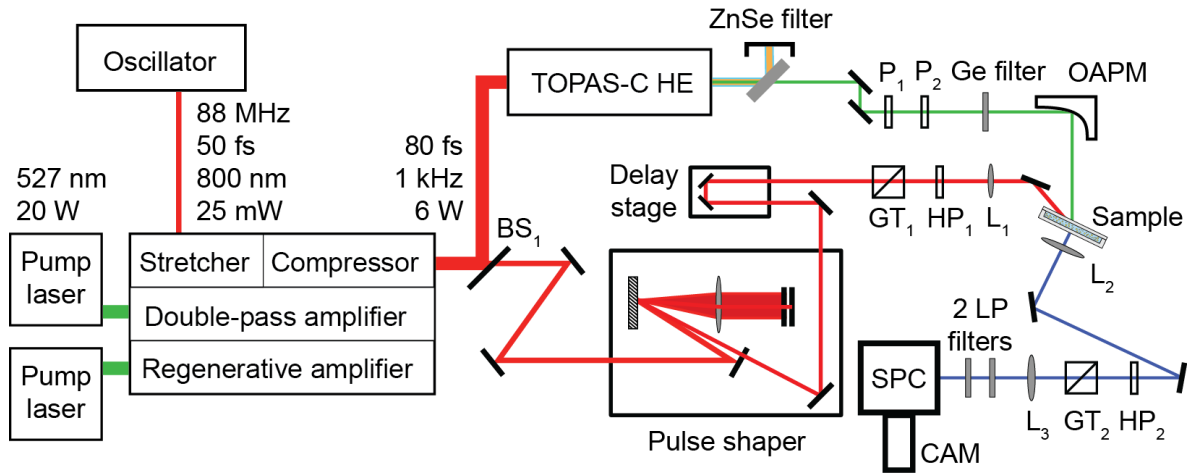 ZnSe filter
Oscillator
TOPAS-C HE
P1
P2
Ge filter
OAPM
88 MHz
50 fs
800 nm
25 mW
80 fs
1 kHz
6 W
527 nm
20 W
Delay
stage
GT1
HP1
L1
Sample
BS1
Pump
laser
Stretcher
Compressor
L2
Double-pass amplifier
2 LP
filters
Pump
laser
Regenerative amplifier
SPC
L3
GT2
HP2
Pulse shaper
CAM